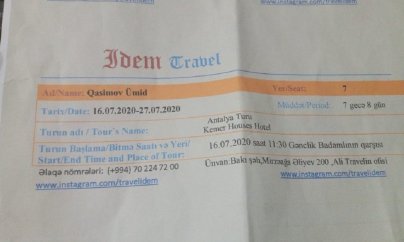 www.instagram.com/travelidem
Idem Travel
Ad/Name: Qasimov Ümid Yer/Seat: 7
Tarix/Date: 16.07.2020-27.07.2020 Müddət/Period: 7 gecə 8 gün
Turun adı / Tour's Name: Antalya Turu
Kemer Houses Hotel
Turun Başlama/Bitmə Saatı və Yeri/
Start/End Time and Place of Tour: 16.07.2020 saat 11:30 Gənclik Badamlının qarşısı
Əlaqə nömrələri: (+994) 70 224 72 00 Ünvan:Bakı şəh,Mirzağa Əliyev 200 ,Ali Travelin ofisi
www.instagram.com/travelidem www.instagram.com/travelidem